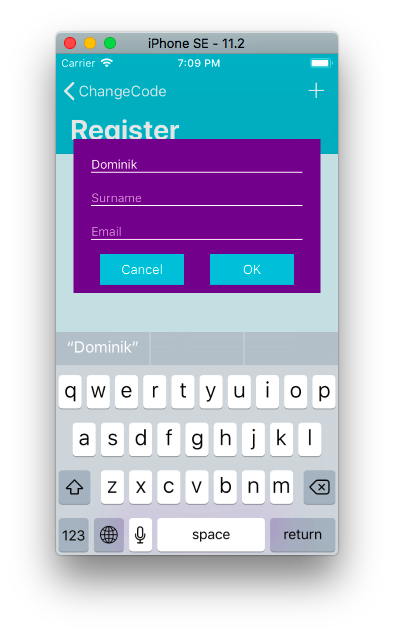 iPhone SE - 11.2
Carrier 7:09 PM
ChangeCode +
Register
Dominik
Surname
Email
Cancel OK
“Dominik”
q w e r t y u i o p
a s d f g h j k l
z x c v b n m
123 space return